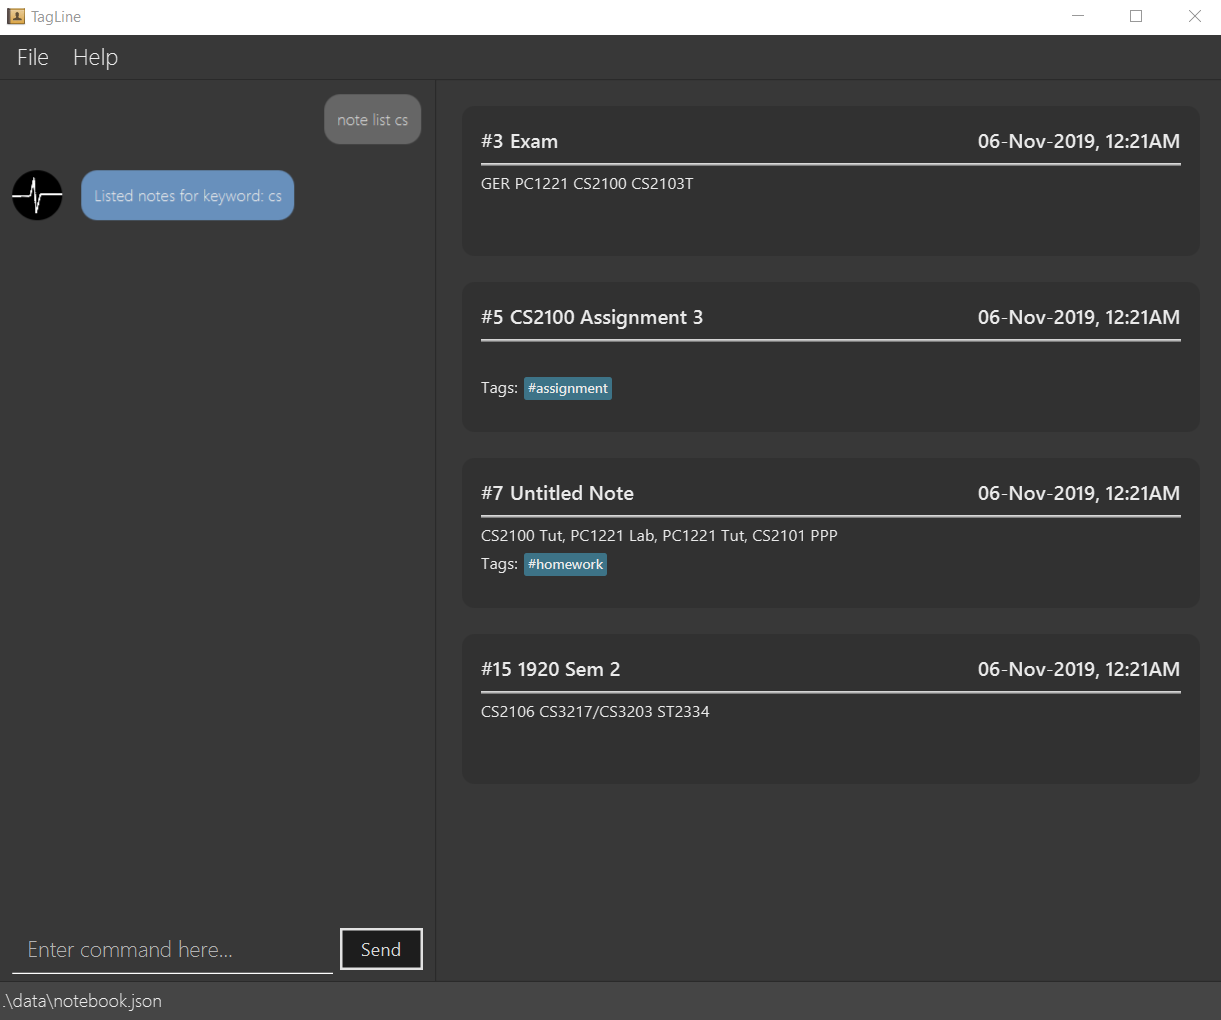 TagLine
File Help
note list cs
Listed notes for keyword: cs
Enter command here...
Send
#3 Exam 06-Nov-2019, 12:21AM
GER PC1221 CS2100 CS2103T
#5 CS2100 Assignment 3 06-Nov-2019, 12:21AM
Tags: #assignment
#7 Untitled Note 06-Nov-2019, 12:21AM
CS2100 Tut, PC1221 Lab, PC1221 Tut, CS2101 PPP
Tags: #homework
#15 1920 Sem 2 06-Nov-2019, 12:21AM
CS2106 CS3217/CS3203 ST2334
.\data\notebook.json